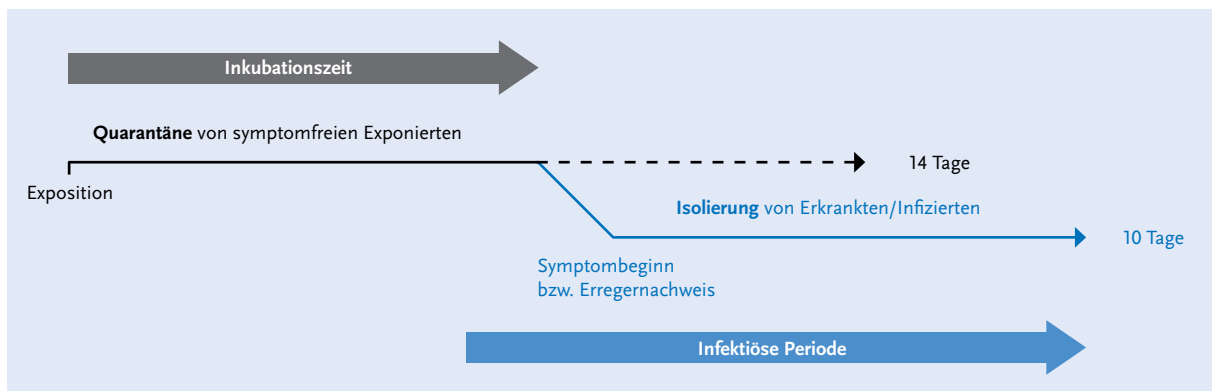 Inkubationszeit
Quarantäne von symptomfreien Exponierten
14 Tage
Exposition
Isolierung von Erkrankten/Infizierten
10 Tage
Symptombeginn
bzw. Erregernachweis
Infektiöse Periode